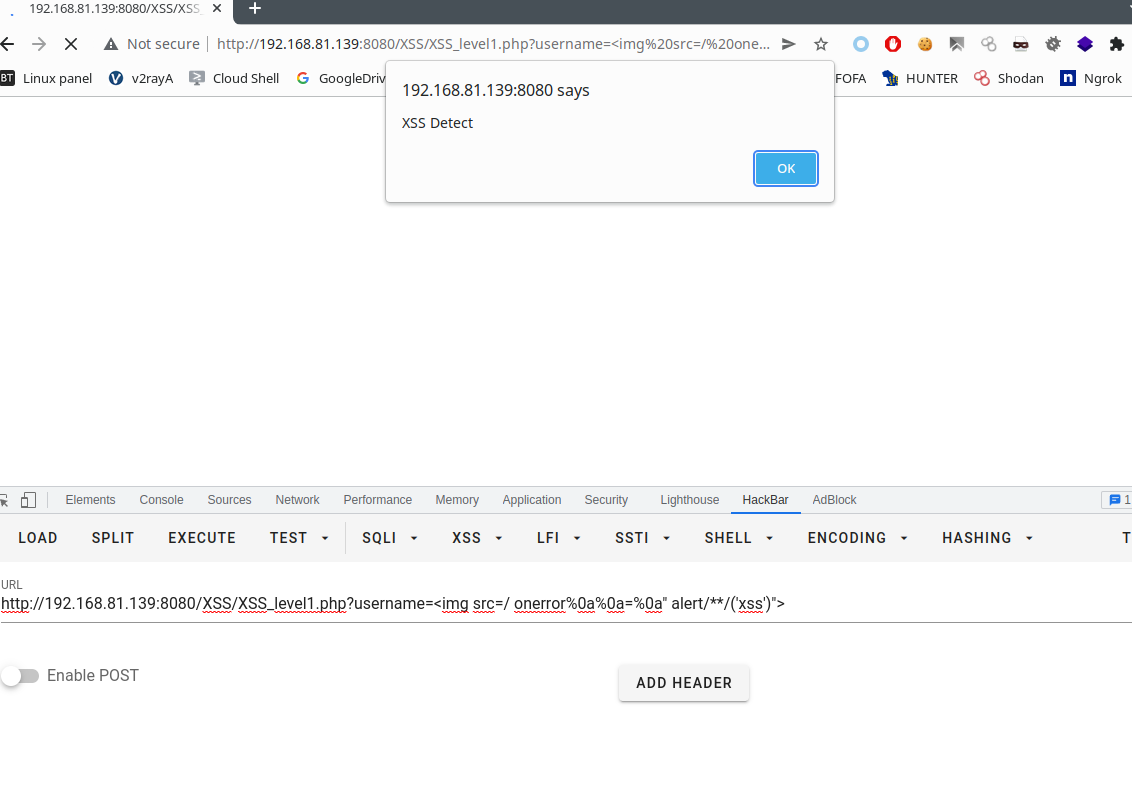 192.168.81.139:8080/XSS/XSS_
Not secure http://192.168.81.139:8080/XSS/XSS_level1.php?username=<img%20src=/%20one...
BT Linux panel v2rayA Cloud Shell GoogleDriv FOFA HUNTER Shodan n Ngrok
192.168.81.139:8080 says
XSS Detect
OK
Elements Console Sources Network Performance Memory Application Security Lighthouse HackBar AdBlock 1
LOAD SPLIT EXECUTE TEST SQLI XSS LFI SSTI SHELL ENCODING HASHING T
URL
http://192.168.81.139:8080/XSS/XSS_level1.php?username=<img src=/ onerror%0a%0a=%0a" alert/**/('xss')">
Enable POST
ADD HEADER